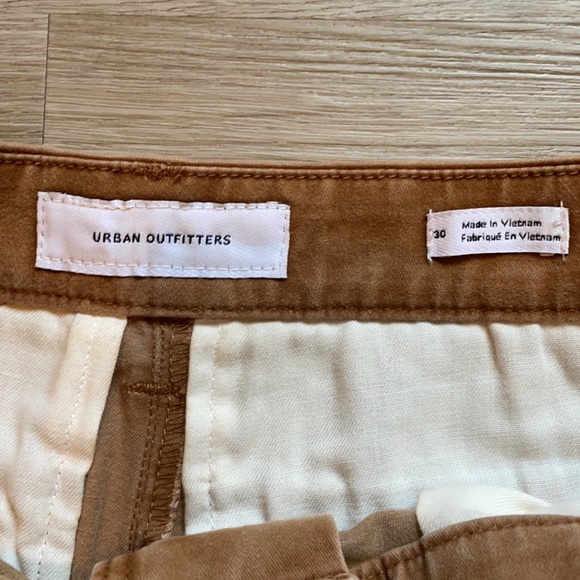 URBAN OUTFITTERS
30
Made In Vietnam
Fabriqué En Vietnam